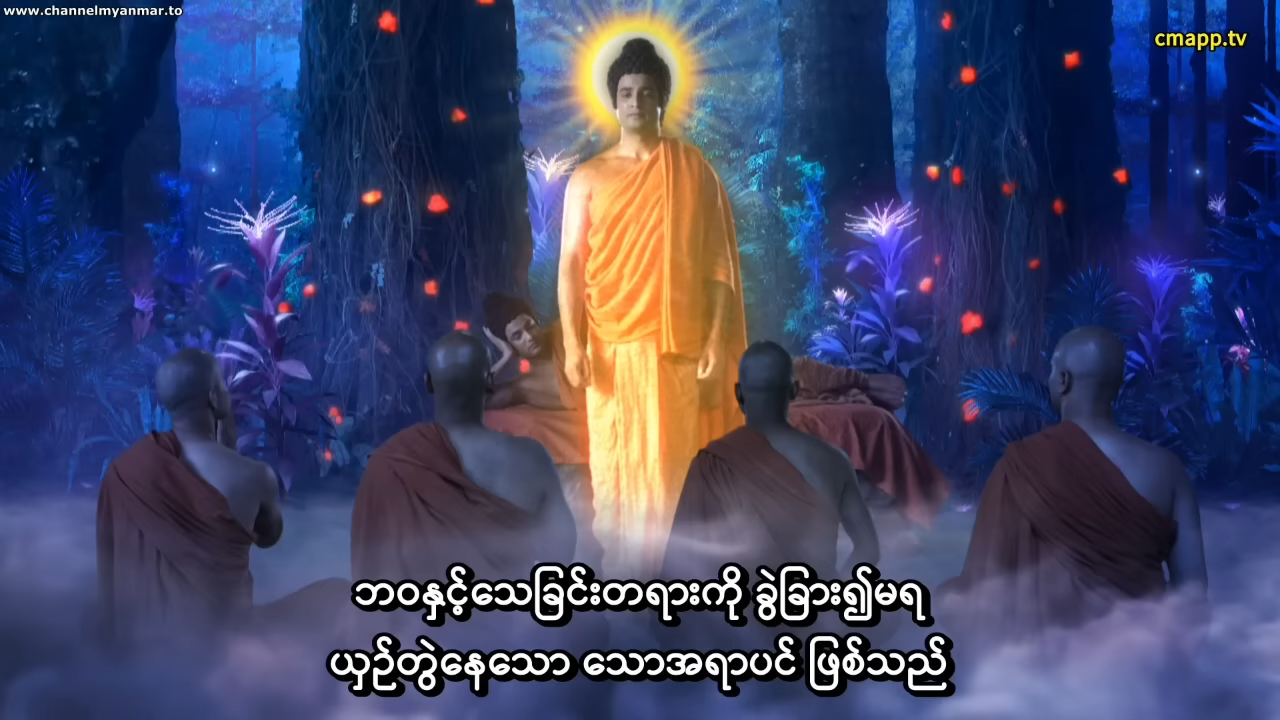 www.channelmyanmar.to
cmapp.tv
ဘဝနှင့်သေခြင်းတရားကို ခွဲခြား၍မရ
ယှဉ်တွဲနေသော သောအရာပင် ဖြစ်သည်